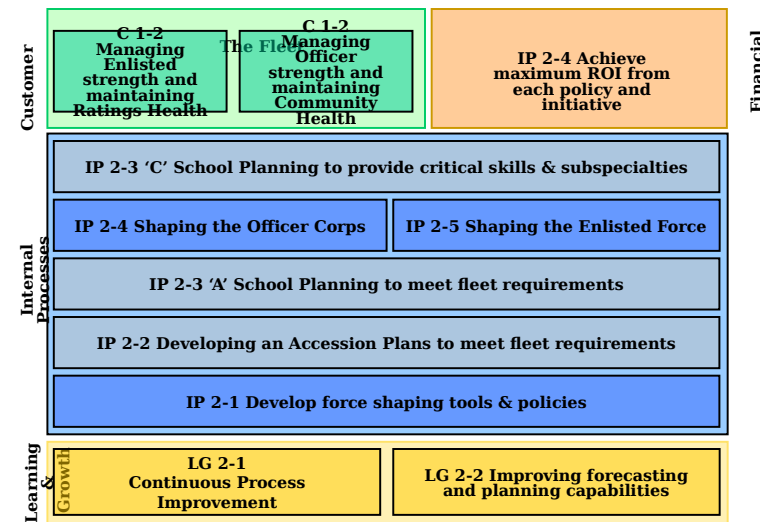 Customer
The Fleet
C 1-2
Managing
Enlisted
strength and
maintaining
Ratings Health
C 1-2
Managing
Officer
strength and
maintaining
Community
Health
IP 2-4 Achieve
maximum ROI from
each policy and
initiative
Financial
Internal
Processes
IP 2-3 ‘C’ School Planning to provide critical skills & subspecialties
IP 2-4 Shaping the Officer Corps
IP 2-5 Shaping the Enlisted Force
IP 2-3 ‘A’ School Planning to meet fleet requirements
IP 2-2 Developing an Accession Plans to meet fleet requirements
IP 2-1 Develop force shaping tools & policies
Learning
&
Growth
LG 2-1
Continuous Process
Improvement
LG 2-2 Improving forecasting
and planning capabilities